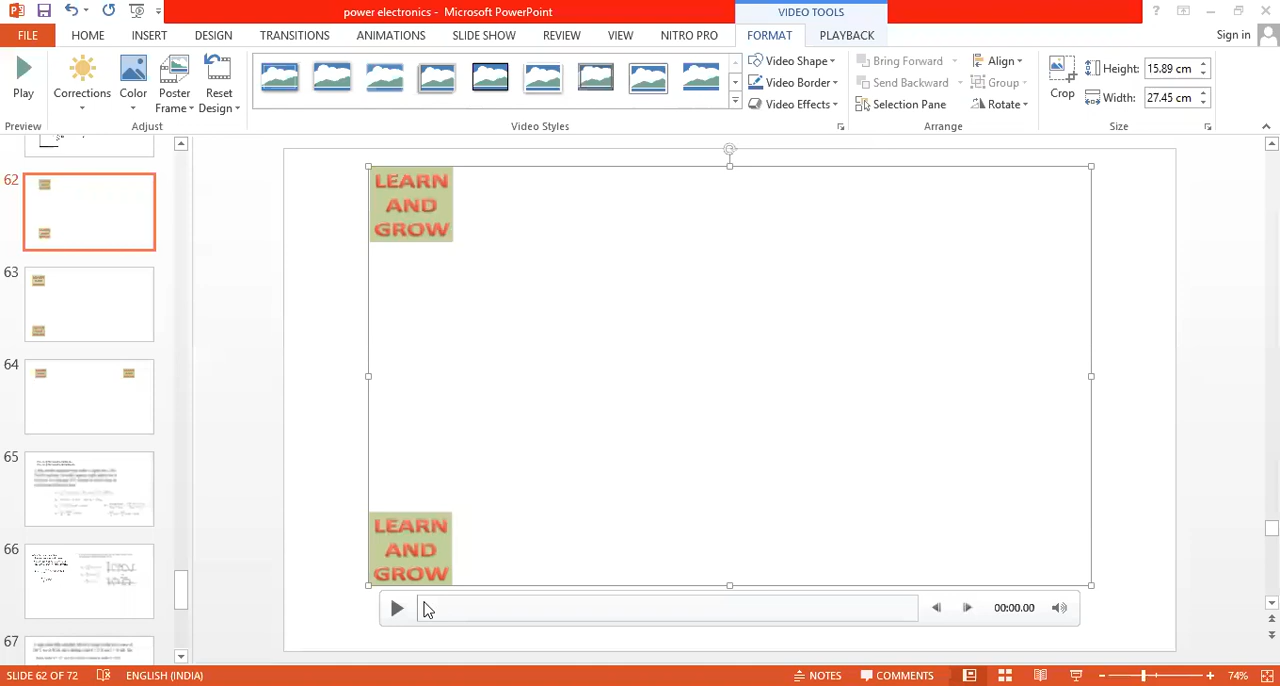 power electronics - Microsoft PowerPoint
VIDEO TOOLS
FILE HOME INSERT DESIGN TRANSITIONS ANIMATIONS SLIDE SHOW REVIEW VIEW NITRO PRO FORMAT PLAYBACK Sign in
Play
Corrections
Color
Poster Frame
Reset Design
Video Shape
Video Border
Video Effects
Bring Forward
Send Backward
Selection Pane
Align
Group
Rotate
Crop
Height: 15.89 cm
Width: 27.45 cm
Preview Adjust Video Styles Arrange Size
62
63
64
65
66
67
LEARN
AND
GROW
LEARN
AND
GROW
00:00.00
SLIDE 62 OF 72 ENGLISH (INDIA) NOTES COMMENTS 74%